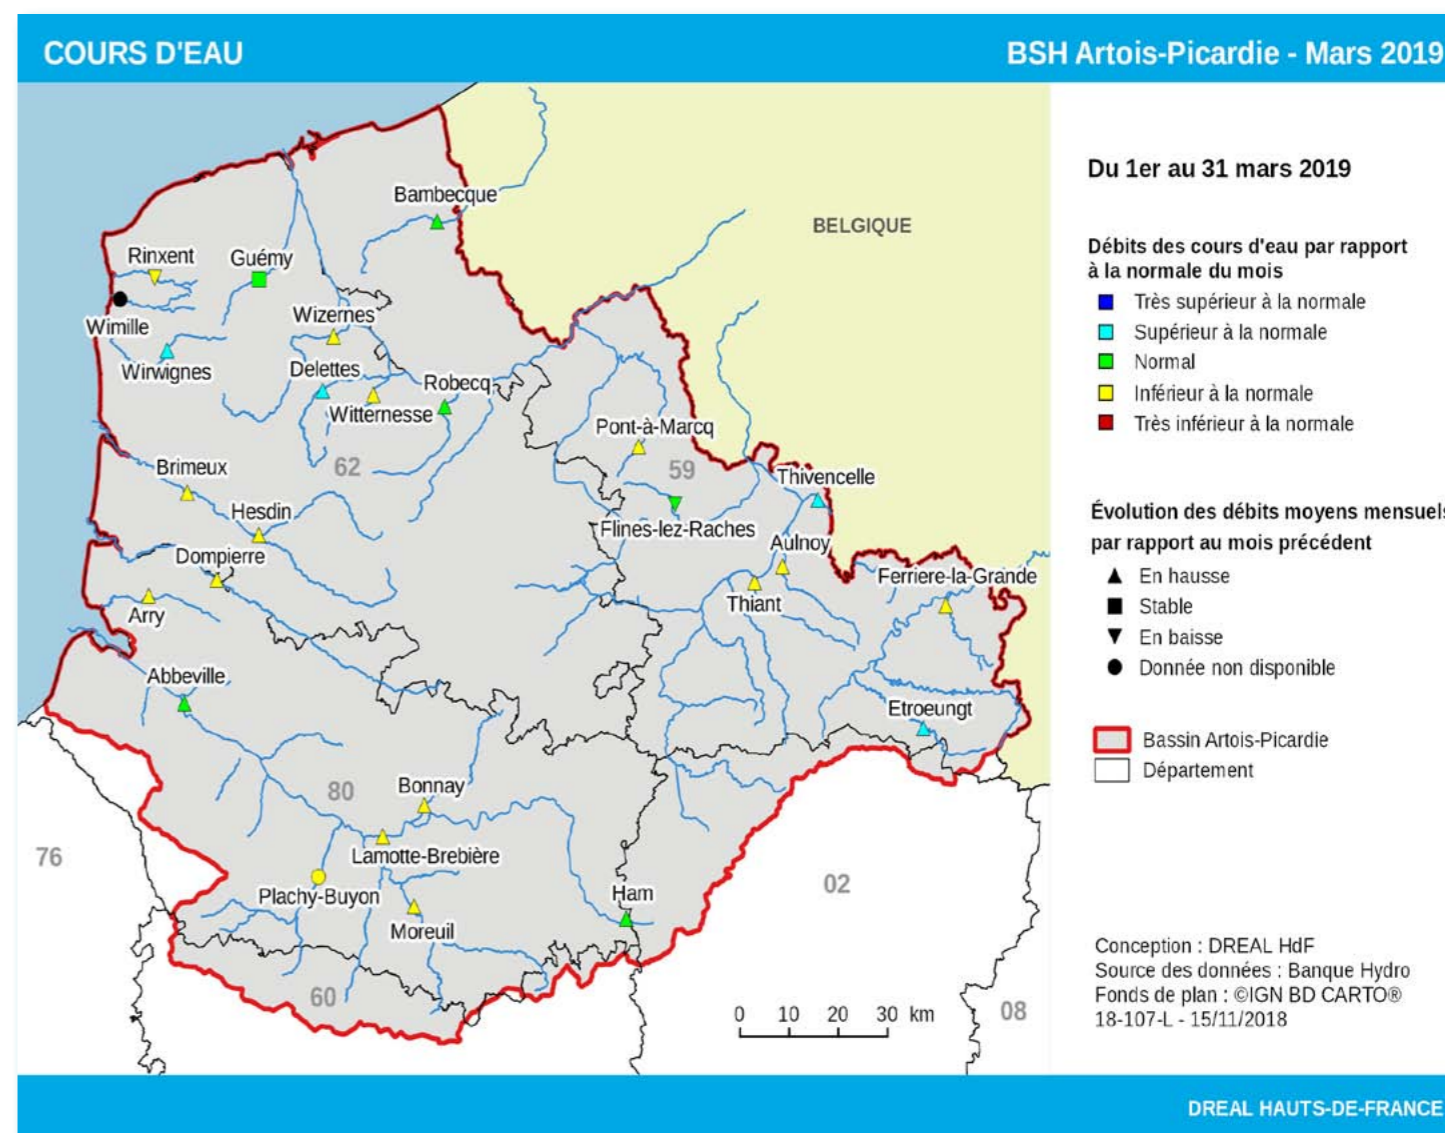 COURS D'EAU
BSH Artois-Picardie - Mars 2019
Bambecque
BELGIQUE
Rinxent
Guémy
Wimille
Wizernes
Wirwignes
Delettes
Robecq
Witternesse
Pont-à-Marcq
62
59
Brimeux
Thivencelle
Hesdin
Flines-lez-Raches
Dompierre
Aulnoy
Ferriere-la-Grande
Arry
Thiant
Abbeville
Etroeungt
80
Bonnay
76
Lamotte-Brebière
02
Plachy-Buyon
Ham
Moreuil
60
08
0 10 20 30 km
Du 1er au 31 mars 2019
Débits des cours d'eau par rapport
à la normale du mois
Très supérieur à la normale
Supérieur à la normale
Normal
Inférieur à la normale
Très inférieur à la normale
Évolution des débits moyens mensuels
par rapport au mois précédent
En hausse
Stable
En baisse
Donnée non disponible
Bassin Artois-Picardie
Département
Conception : DREAL HdF
Source des données : Banque Hydro
Fonds de plan : ©IGN BD CARTO®
18-107-L - 15/11/2018
DREAL HAUTS-DE-FRANCE